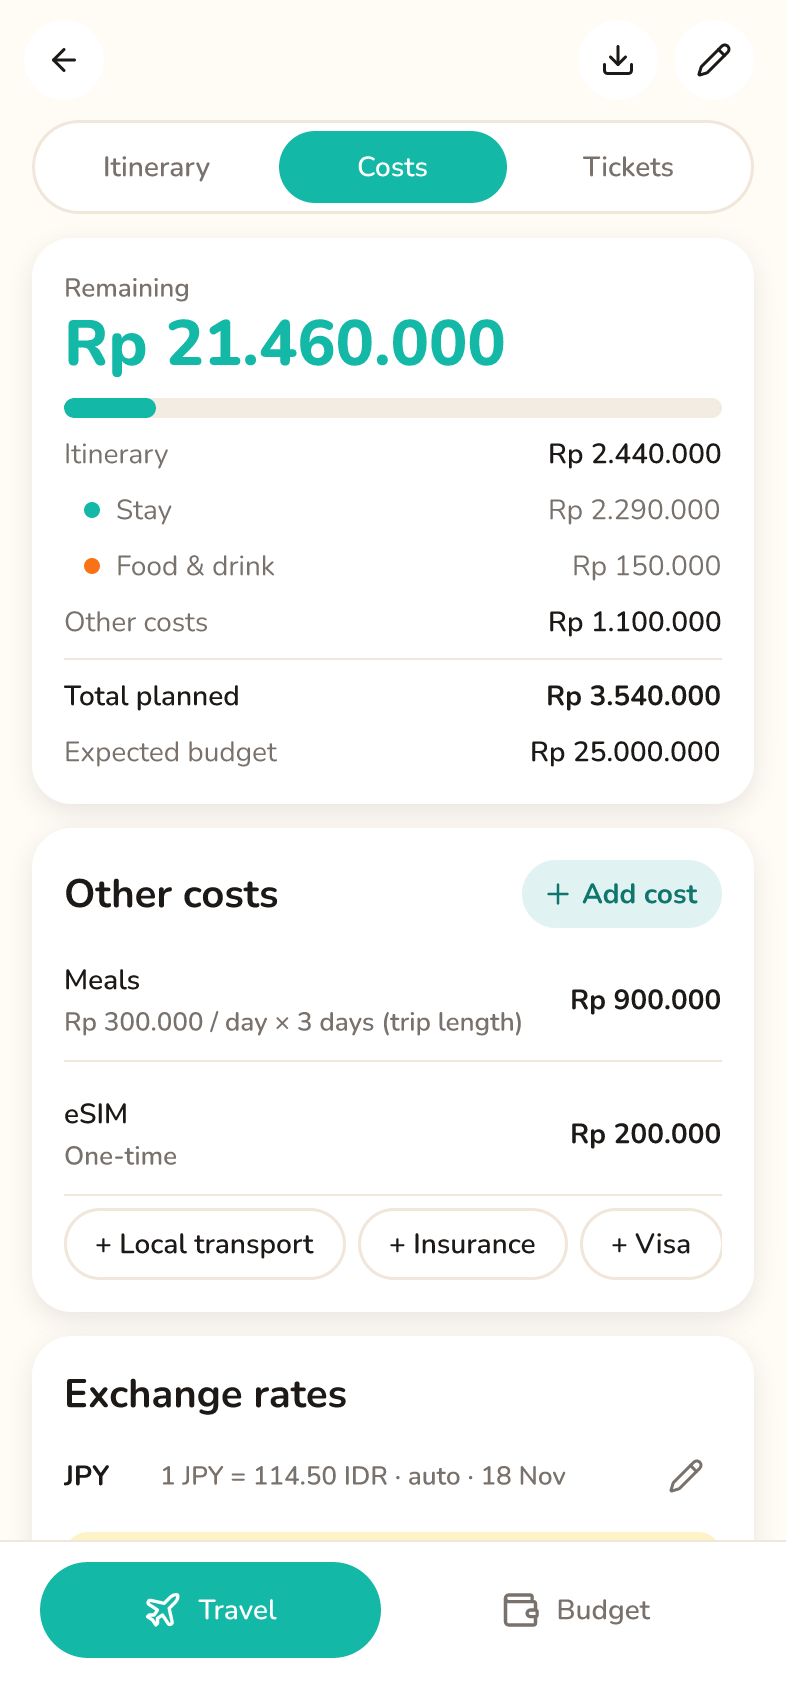 Itinerary
Costs
Tickets
Remaining
Rp 21.460.000
Itinerary Rp 2.440.000
Stay Rp 2.290.000
Food & drink Rp 150.000
Other costs Rp 1.100.000
Total planned Rp 3.540.000
Expected budget Rp 25.000.000
Other costs
+ Add cost
Meals
Rp 300.000 / day × 3 days (trip length)
Rp 900.000
eSIM
One-time
Rp 200.000
+ Local transport
+ Insurance
+ Visa
Exchange rates
JPY 1 JPY = 114.50 IDR · auto · 18 Nov
Travel
Budget